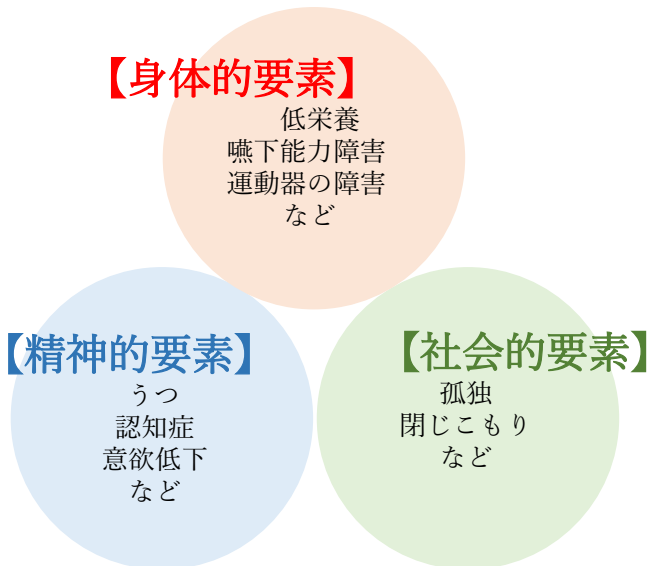 【身体的要素】
低栄養
嚥下能力障害
運動器の障害
など
【精神的要素】
うつ
認知症
意欲低下
など
【社会的要素】
孤独
閉じこもり
など